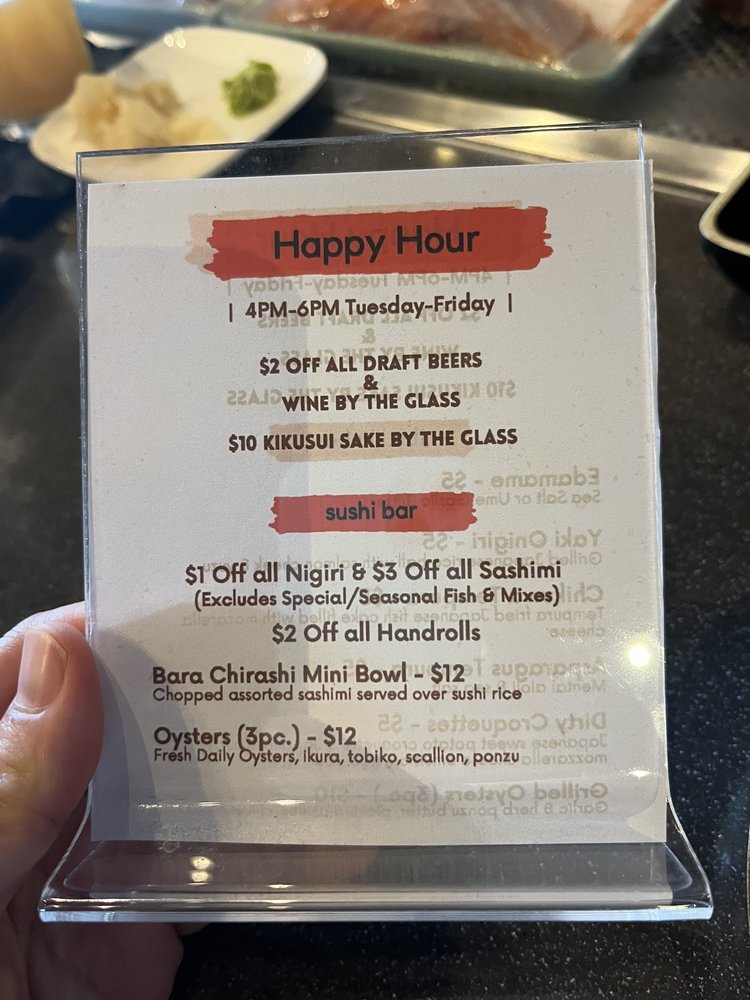 Happy Hour
| 4PM-6PM Tuesday-Friday |
$2 OFF ALL DRAFT BEERS
&
WINE BY THE GLASS
$10 KIKUSUI SAKE BY THE GLASS
sushi bar
$1 Off all Nigiri & $3 Off all Sashimi
(Excludes Special/Seasonal Fish & Mixes)
$2 Off all Handrolls
Bara Chirashi Mini Bowl - $12
Chopped assorted sashimi served over sushi rice
Oysters (3pc.) - $12
Fresh Daily Oysters, ikura, tobiko, scallion, ponzu